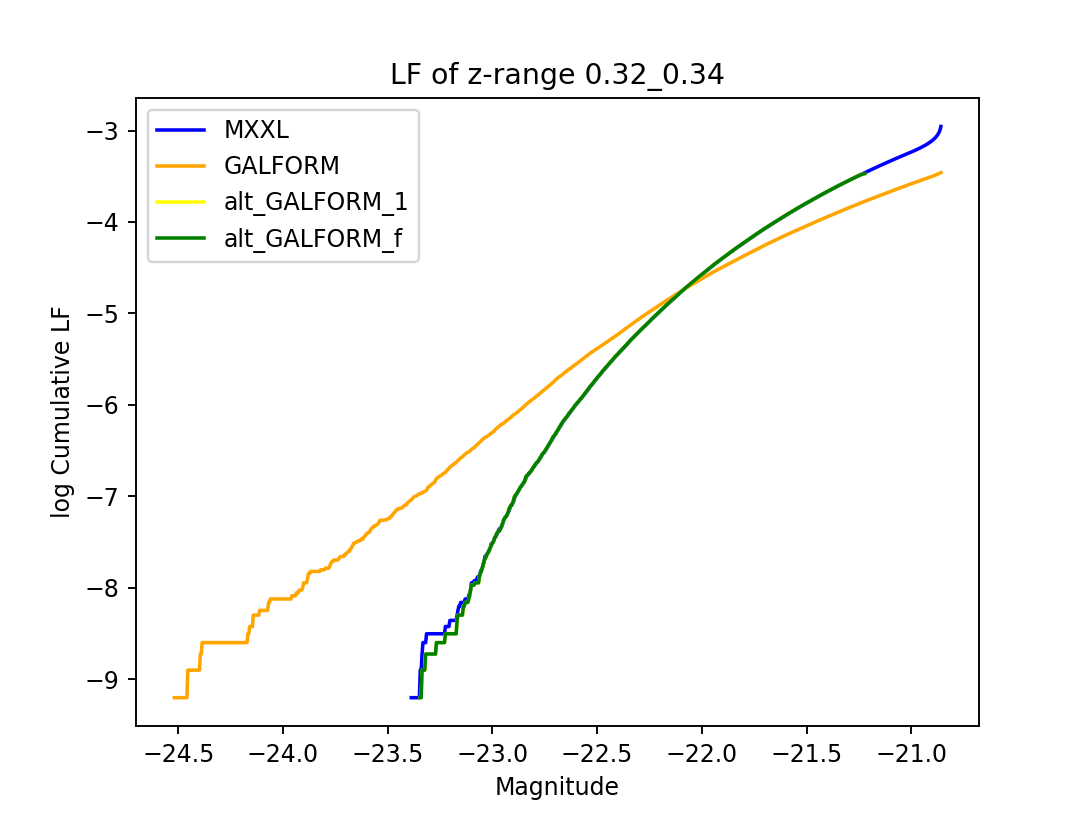 LF of z-range 0.32_0.34
MXXL
GALFORM
alt_GALFORM_1
alt_GALFORM_f
log Cumulative LF
−3
−4
−5
−6
−7
−8
−9
−24.5 −24.0 −23.5 −23.0 −22.5 −22.0 −21.5 −21.0
Magnitude